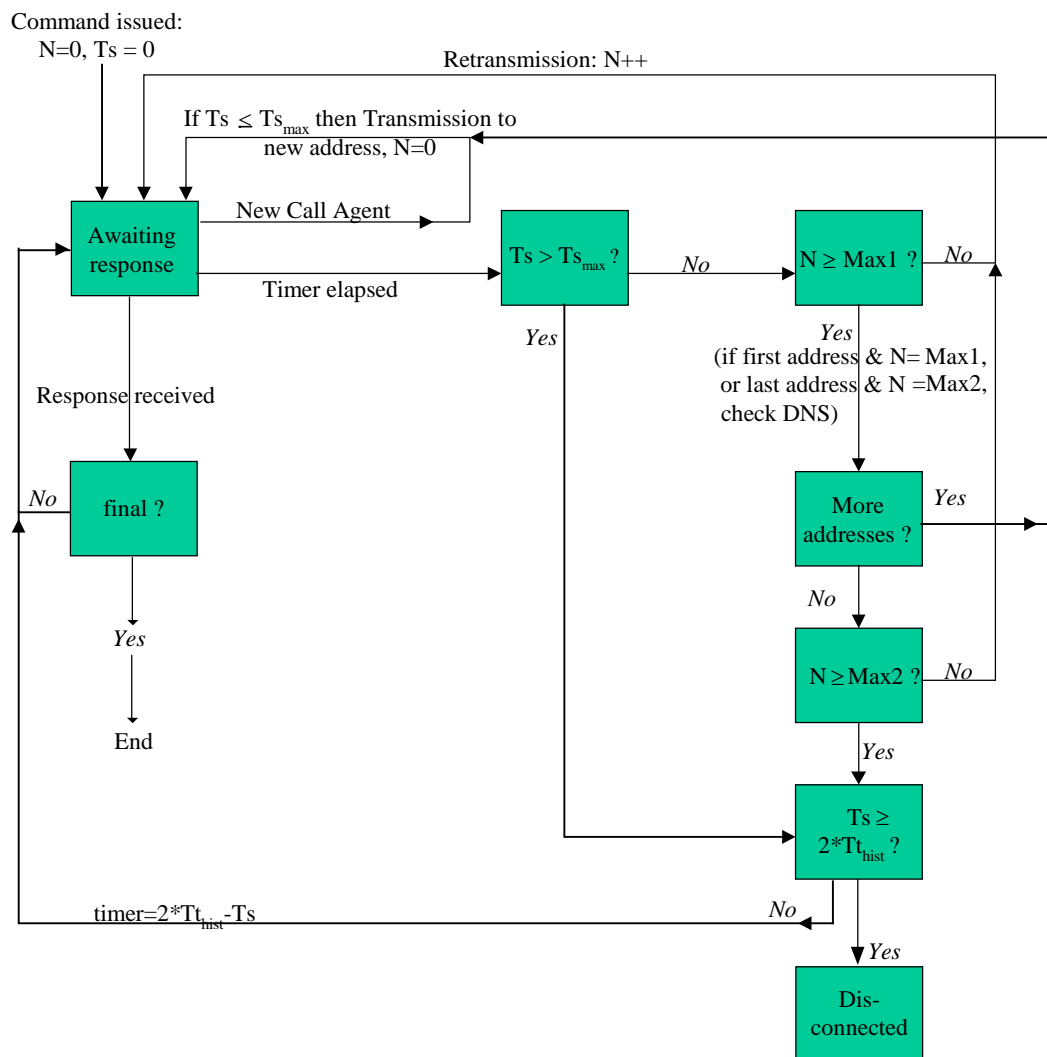 Command issued:
N=0, Ts = 0
Retransmission: N++
If Ts ≤ Tsmax then Transmission to
new address, N=0
New Call Agent
Awaiting
response
Timer elapsed
Ts > Tsmax ?
No
N ≥ Max1 ?
No
Yes
Yes
(if first address & N= Max1,
or last address & N =Max2,
check DNS)
Response received
final ?
No
More
addresses ?
Yes
No
Yes
N ≥ Max2 ?
No
End
Yes
Ts ≥
2*Tthist ?
timer=2*Tthist-Ts
No
Yes
Dis-
connected